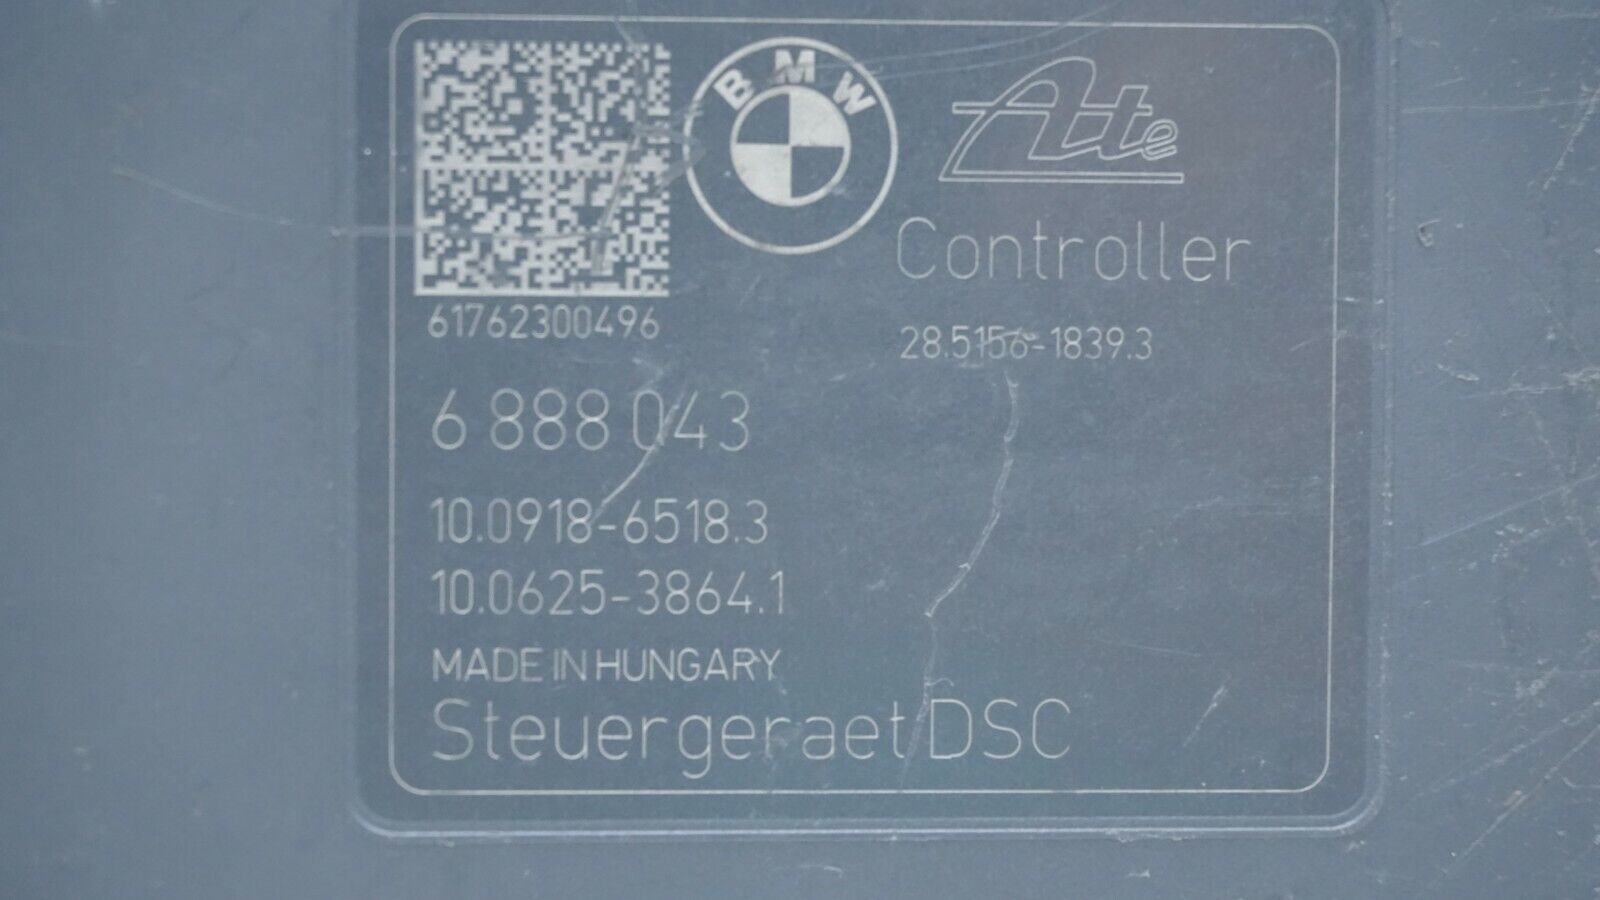 BMW
Ate
Controller
61762300496
28.5156-1839.3
6 888 043
10.0918-6518.3
10.0625-3864.1
MADE IN HUNGARY
Steuergeraet DSC